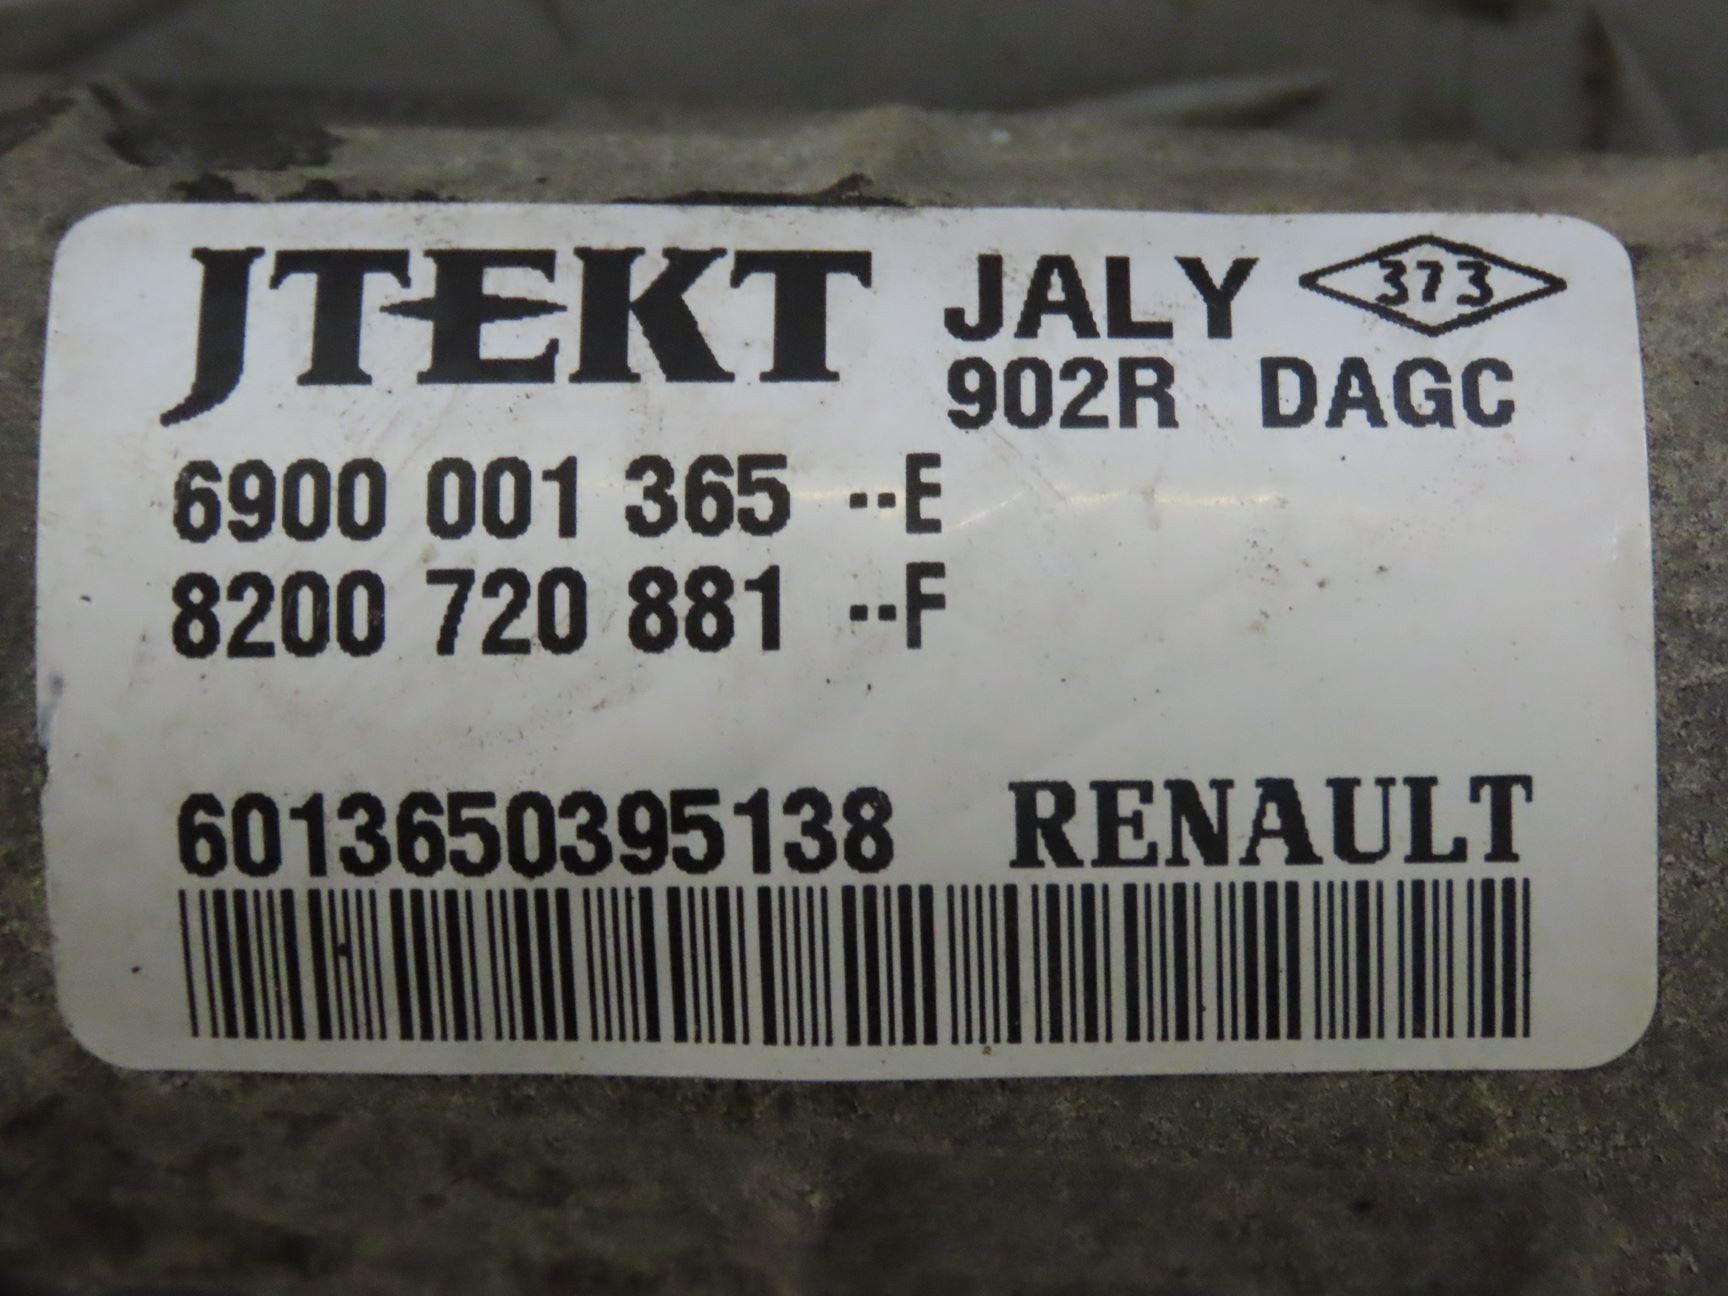 JTEKT JALY 373
902R DAGC
6900 001 365 --E
8200 720 881 --F
6013650395138 RENAULT